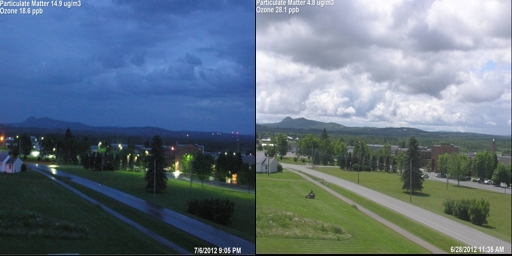 Particulate Matter 14.9 ug/m3
Ozone 18.6 ppb
7/6/2012 9:05 PM
Particulate Matter 4.8 ug/m3
Ozone 28.1 ppb
6/28/2012 11:35 AM